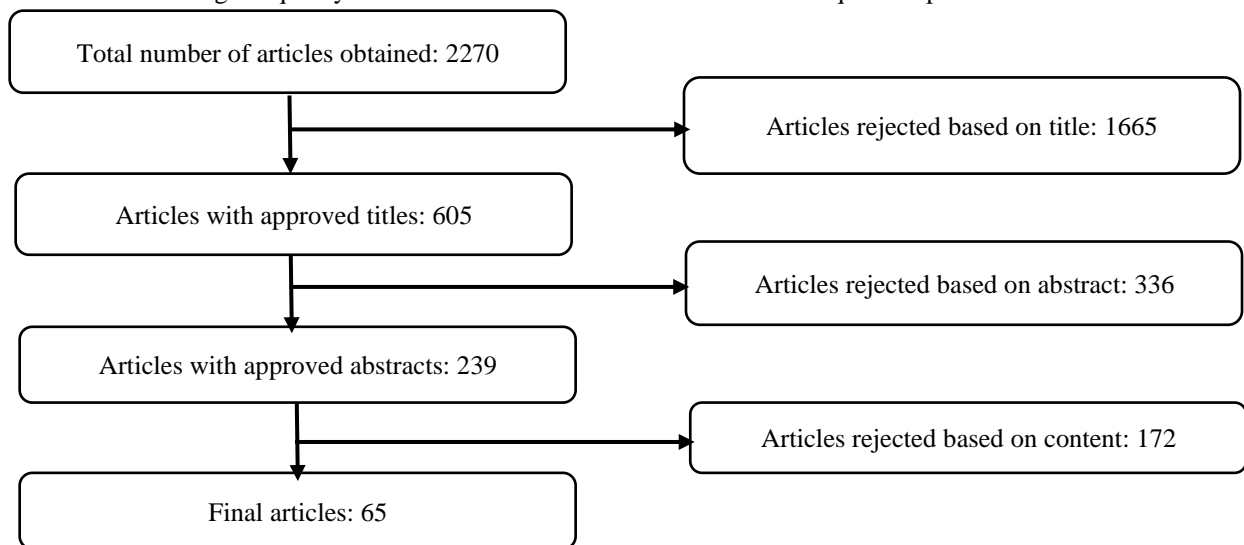 Total number of articles obtained: 2270
Articles rejected based on title: 1665
Articles with approved titles: 605
Articles rejected based on abstract: 336
Articles with approved abstracts: 239
Articles rejected based on content: 172
Final articles: 65